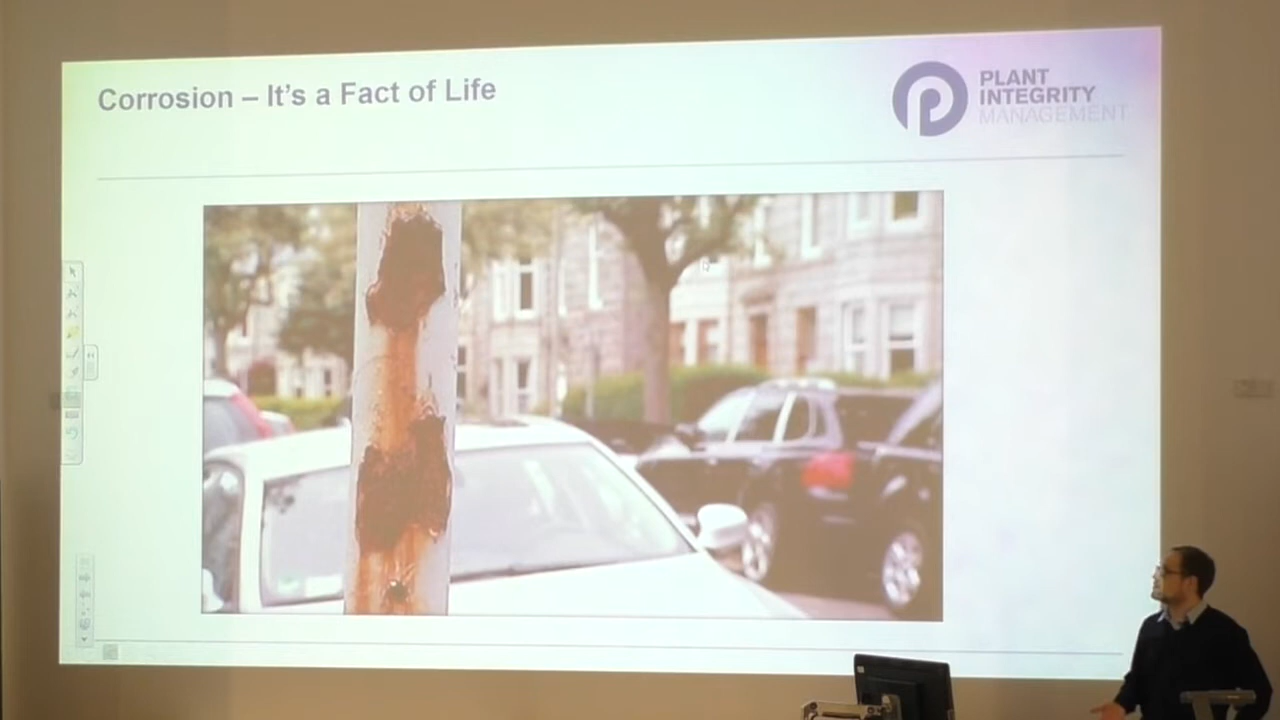 Corrosion – It's a Fact of Life
PLANT
INTEGRITY
MANAGEMENT